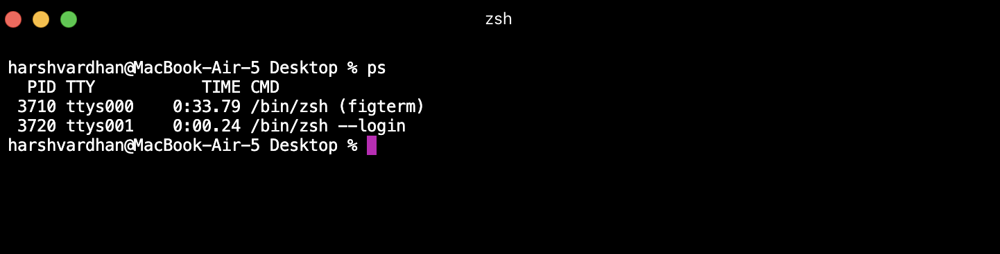 zsh
harshvardhan@MacBook-Air-5 Desktop % ps
  PID TTY           TIME CMD
 3710 ttys000    0:33.79 /bin/zsh (figterm)
 3720 ttys001    0:00.24 /bin/zsh --login
harshvardhan@MacBook-Air-5 Desktop %